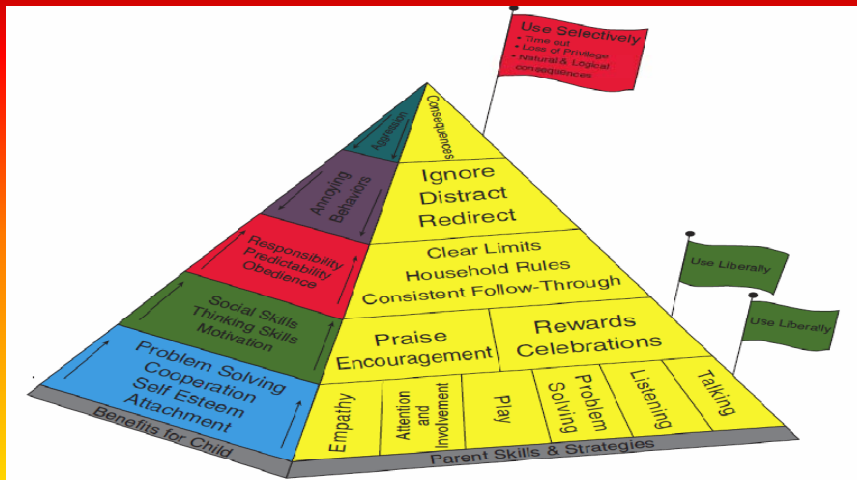 Use Selectively
• Time out
• Loss of Privilege
- Natural & Logical
consequences
Aggression
Consequences
Annoying
Behaviors
Ignore
Distract
Redirect
Responsibility
Predictability
Obedience
Clear Limits
Household Rules
Consistent Follow-Through
Use Liberally
Use Liberally
Social Skills
Thinking Skills
Motivation
Praise
Encouragement
Rewards
Celebrations
Problem Solving
Cooperation
Self Esteem
Attachment
Empathy
Attention
and
Involvement
Play
Problem
Solving
Listening
Talking
Benefits for Child
Parent Skills & Strategies